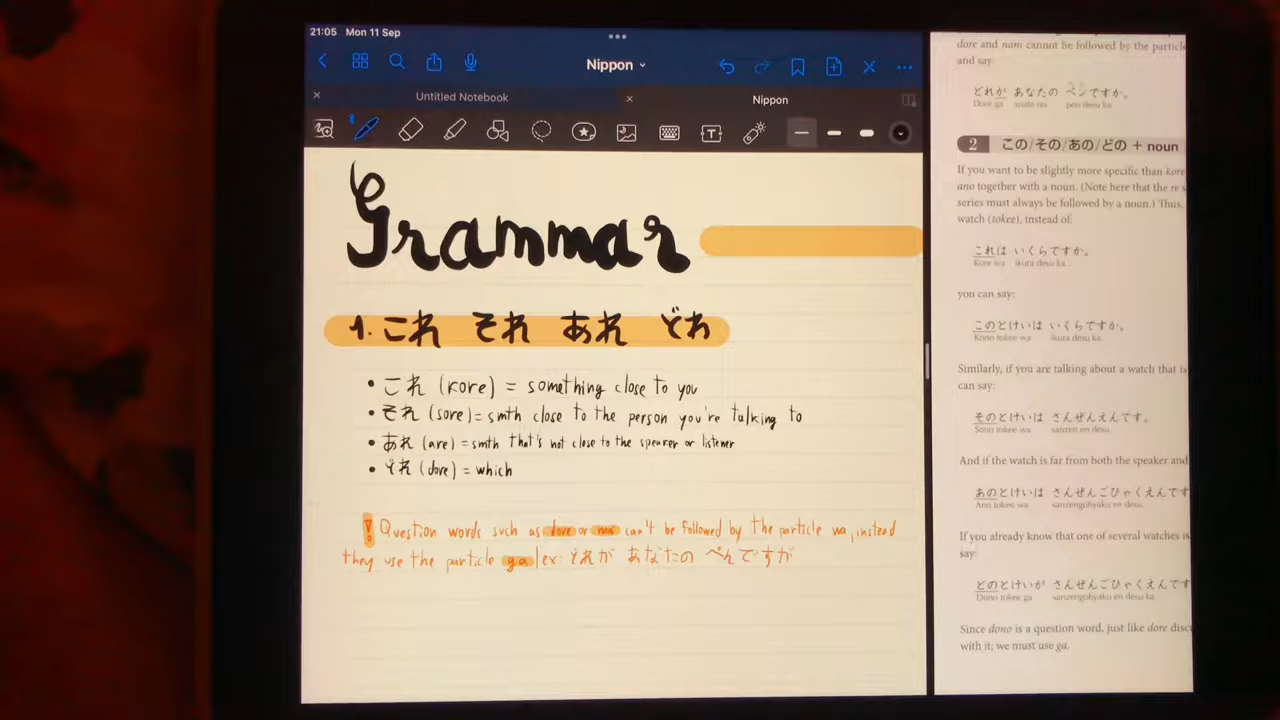 21:05 Mon 11 Sep
Nippon
Untitled Notebook
Nippon
Grammar
1. これ それ あれ どれ
• これ (kore) = something close to you
• それ (sore) = smth close to the person you're talking to
• あれ (are) = smth that's not close to the speaker or listener
• どれ (dore) = which
! Question words such as dore or nan can't be followed by the particle wa, instead
they use the particle ga/ex: どれが あなたの ぺんですが
dore and nani cannot be followed by the particle
and say:
どれが あなたの ペンですか。
Dore ga anata no pen desu ka.
2 この/その/あの/どの + noun
If you want to be slightly more specific than kore
ano together with a noun. (Note here that the re s
series must always be followed by a noun.) Thus,
watch (tokee), instead of:
これは いくらですか。
Kore wa ikura desu ka.
you can say:
このとけいは いくらですか。
Kono tokee wa ikura desu ka.
Similarly, if you are talking about a watch that is
can say:
そのとけいは さんぜんえんです。
Sono tokee wa sanzen en desu.
And if the watch is far from both the speaker and
あのとけいは さんぜんごひゃくえんです
Ano tokee wa sanzengohyaku en desu.
If you already know that one of several watches is
say:
どのとけいが さんぜんごひゃくえんです
Dono tokee ga sanzengohyaku en desu ka.
Since dono is a question word, just like dore disc
with it; we must use ga.